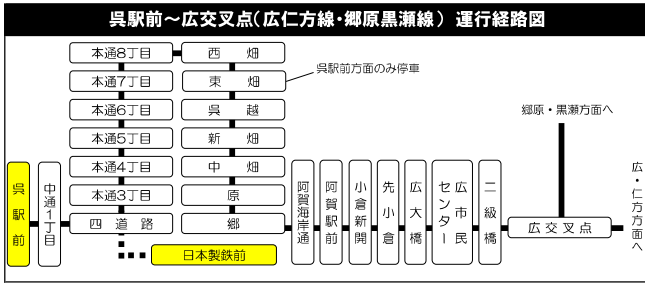 呉駅前～広交叉点(広仁方線・郷原黒瀬線) 運行経路図
本通8丁目
西畑
本通7丁目
東畑
呉駅前方面のみ停車
本通6丁目
呉越
本通5丁目
新畑
本通4丁目
中畑
本通3丁目
原
四道路
郷
呉駅前
中通1丁目
日本製鉄前
阿賀海岸通
阿賀駅前
小倉新開
先小倉
広大橋
広市民
センター
二級橋
広交叉点
郷原・黒瀬方面へ
広・仁方方面へ